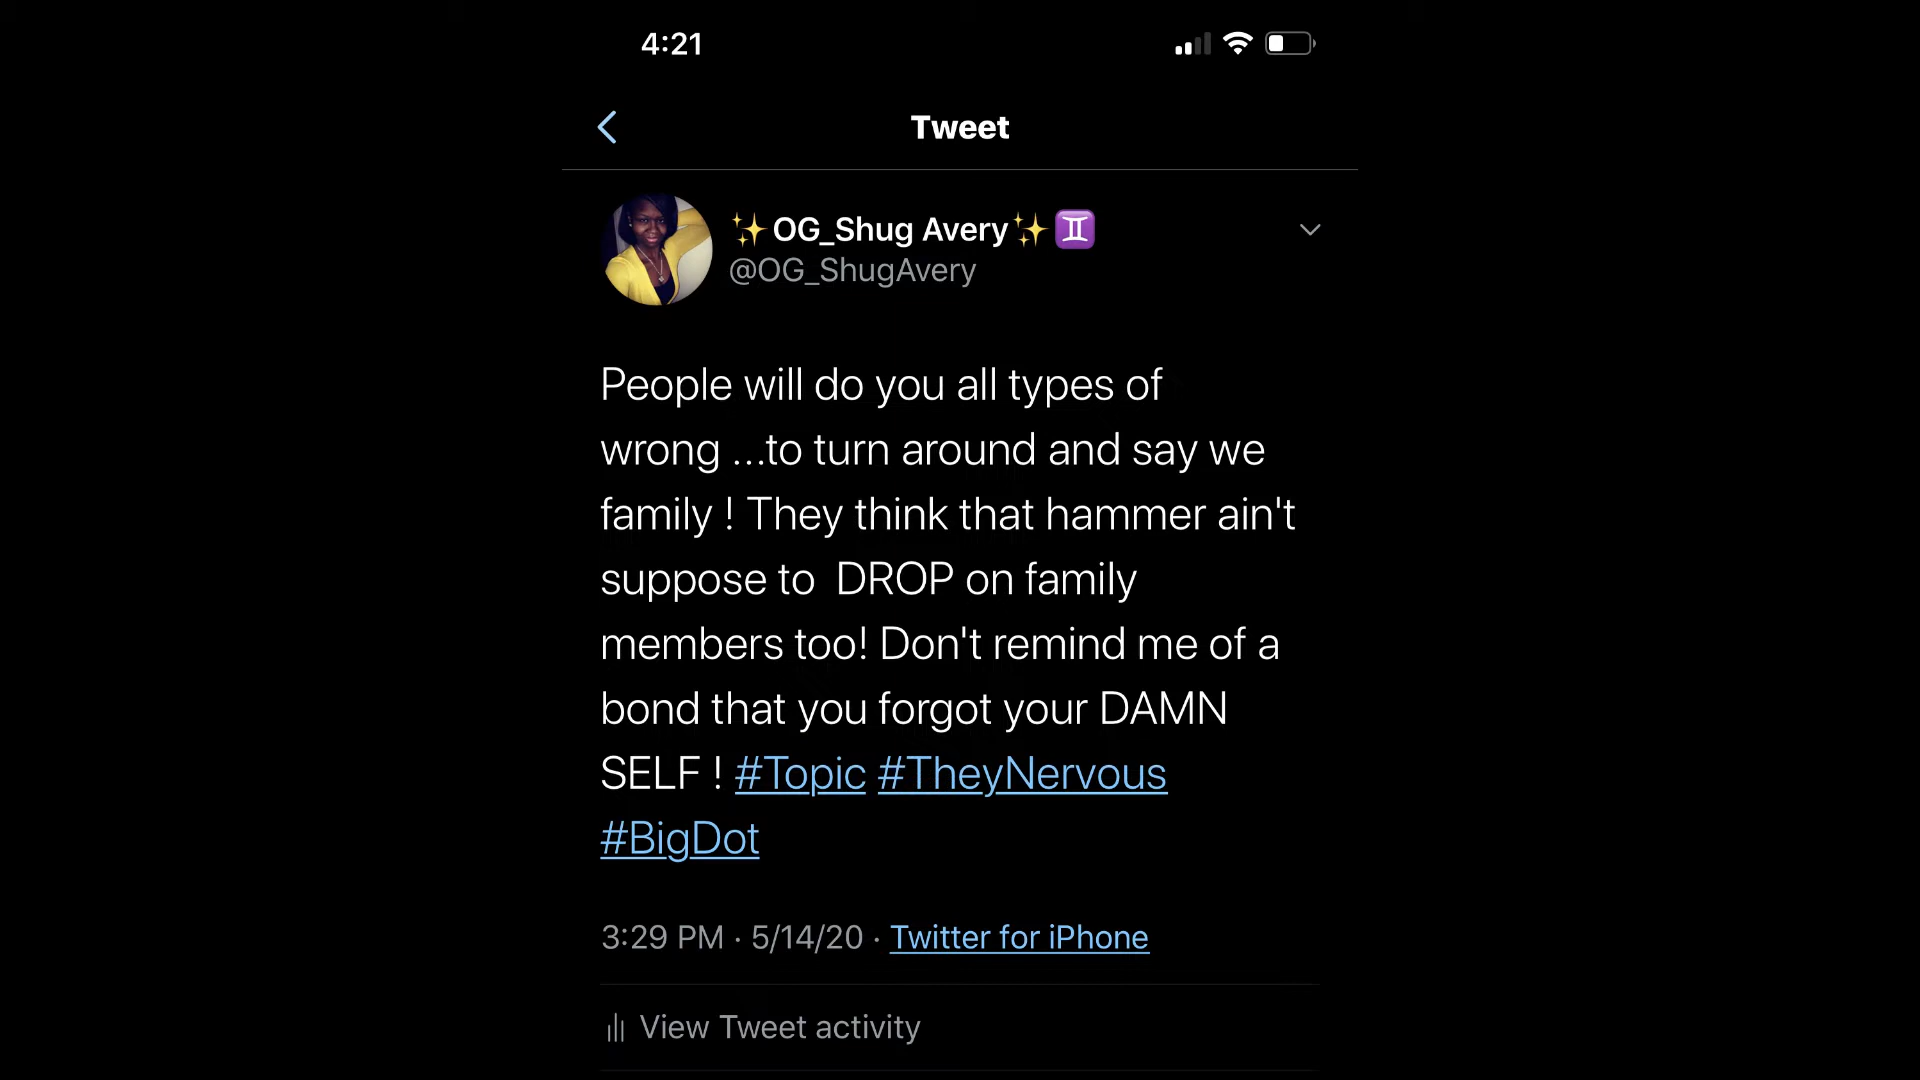 4:21
Tweet
✨OG_Shug Avery✨♊
@OG_ShugAvery
People will do you all types of
wrong ...to turn around and say we
family ! They think that hammer ain't
suppose to  DROP on family
members too! Don't remind me of a
bond that you forgot your DAMN
SELF ! #Topic #TheyNervous
#BigDot
3:29 PM · 5/14/20 · Twitter for iPhone
View Tweet activity